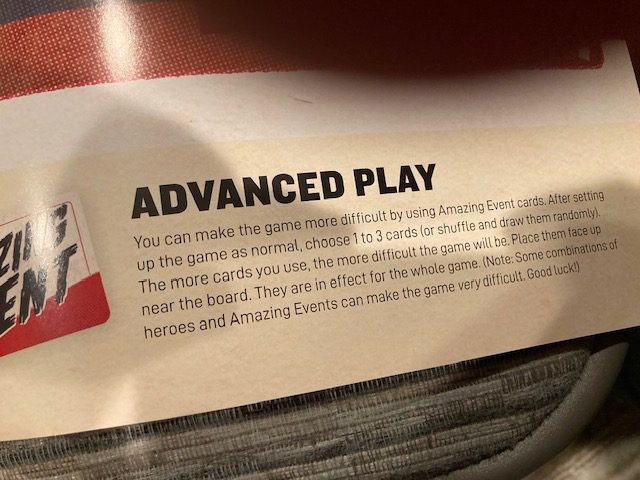 ADVANCED PLAY
You can make the game more difficult by using Amazing Event cards. After setting
up the game as normal, choose 1 to 3 cards (or shuffle and draw them randomly).
The more cards you use, the more difficult the game will be. Place them face up
near the board. They are in effect for the whole game. (Note: Some combinations of
heroes and Amazing Events can make the game very difficult. Good luck!)
ZING
ENT